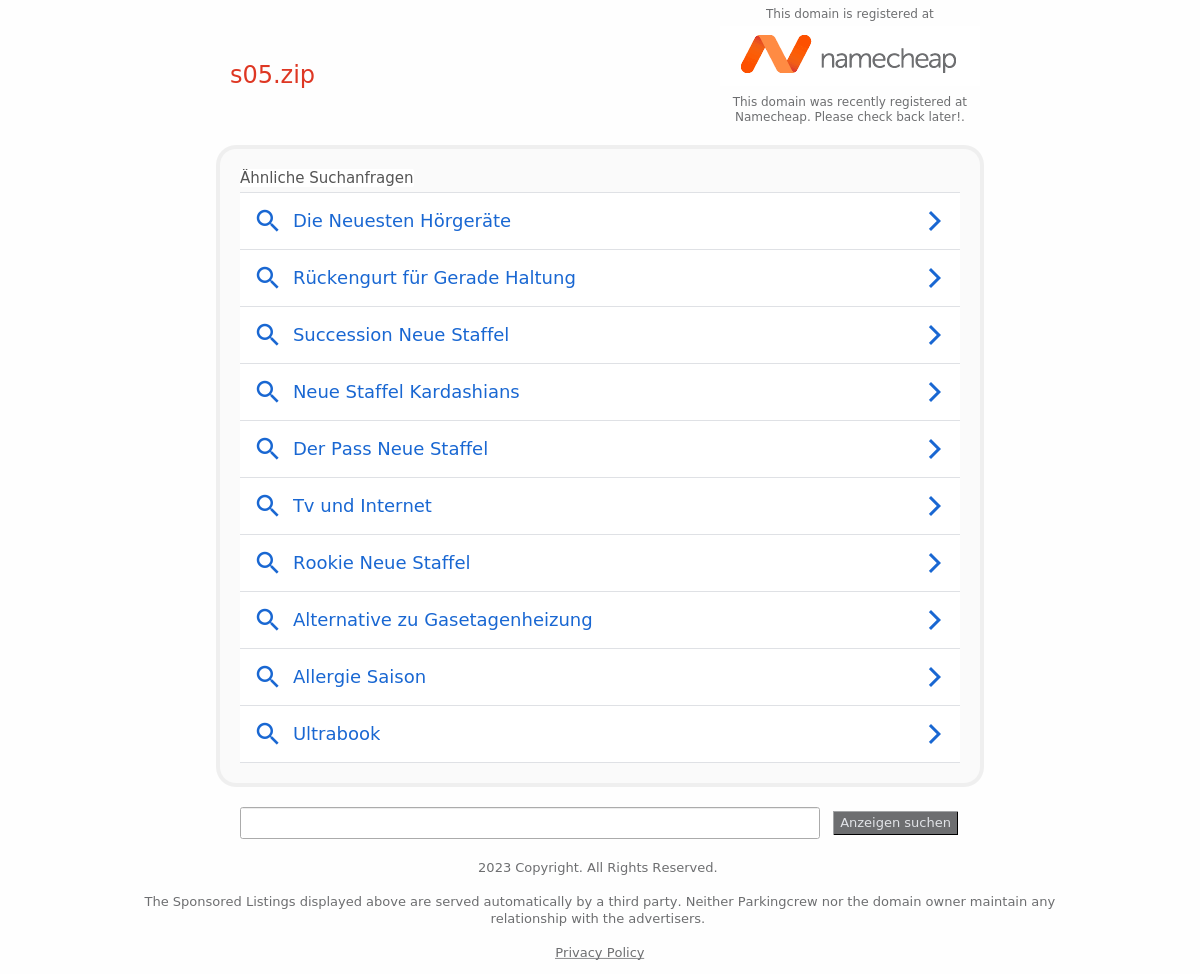 This domain is registered at
namecheap
s05.zip
This domain was recently registered at
Namecheap. Please check back later!.
Ähnliche Suchanfragen
Die Neuesten Hörgeräte
Rückengurt für Gerade Haltung
Succession Neue Staffel
Neue Staffel Kardashians
Der Pass Neue Staffel
Tv und Internet
Rookie Neue Staffel
Alternative zu Gasetagenheizung
Allergie Saison
Ultrabook
Anzeigen suchen
2023 Copyright. All Rights Reserved.
The Sponsored Listings displayed above are served automatically by a third party. Neither Parkingcrew nor the domain owner maintain any
relationship with the advertisers.
Privacy Policy